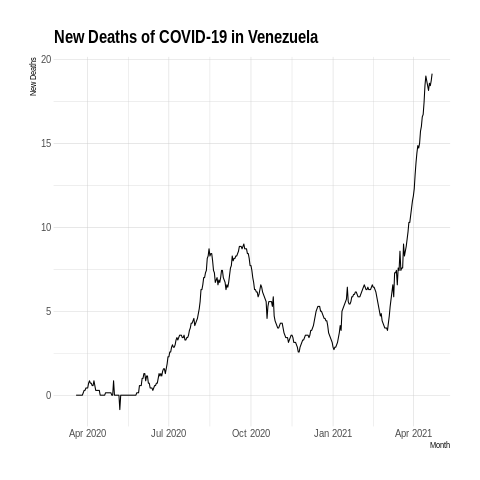 New Deaths of COVID-19 in Venezuela
New Deaths
20
15
10
5
0
Apr 2020
Jul 2020
Oct 2020
Jan 2021
Apr 2021
Month